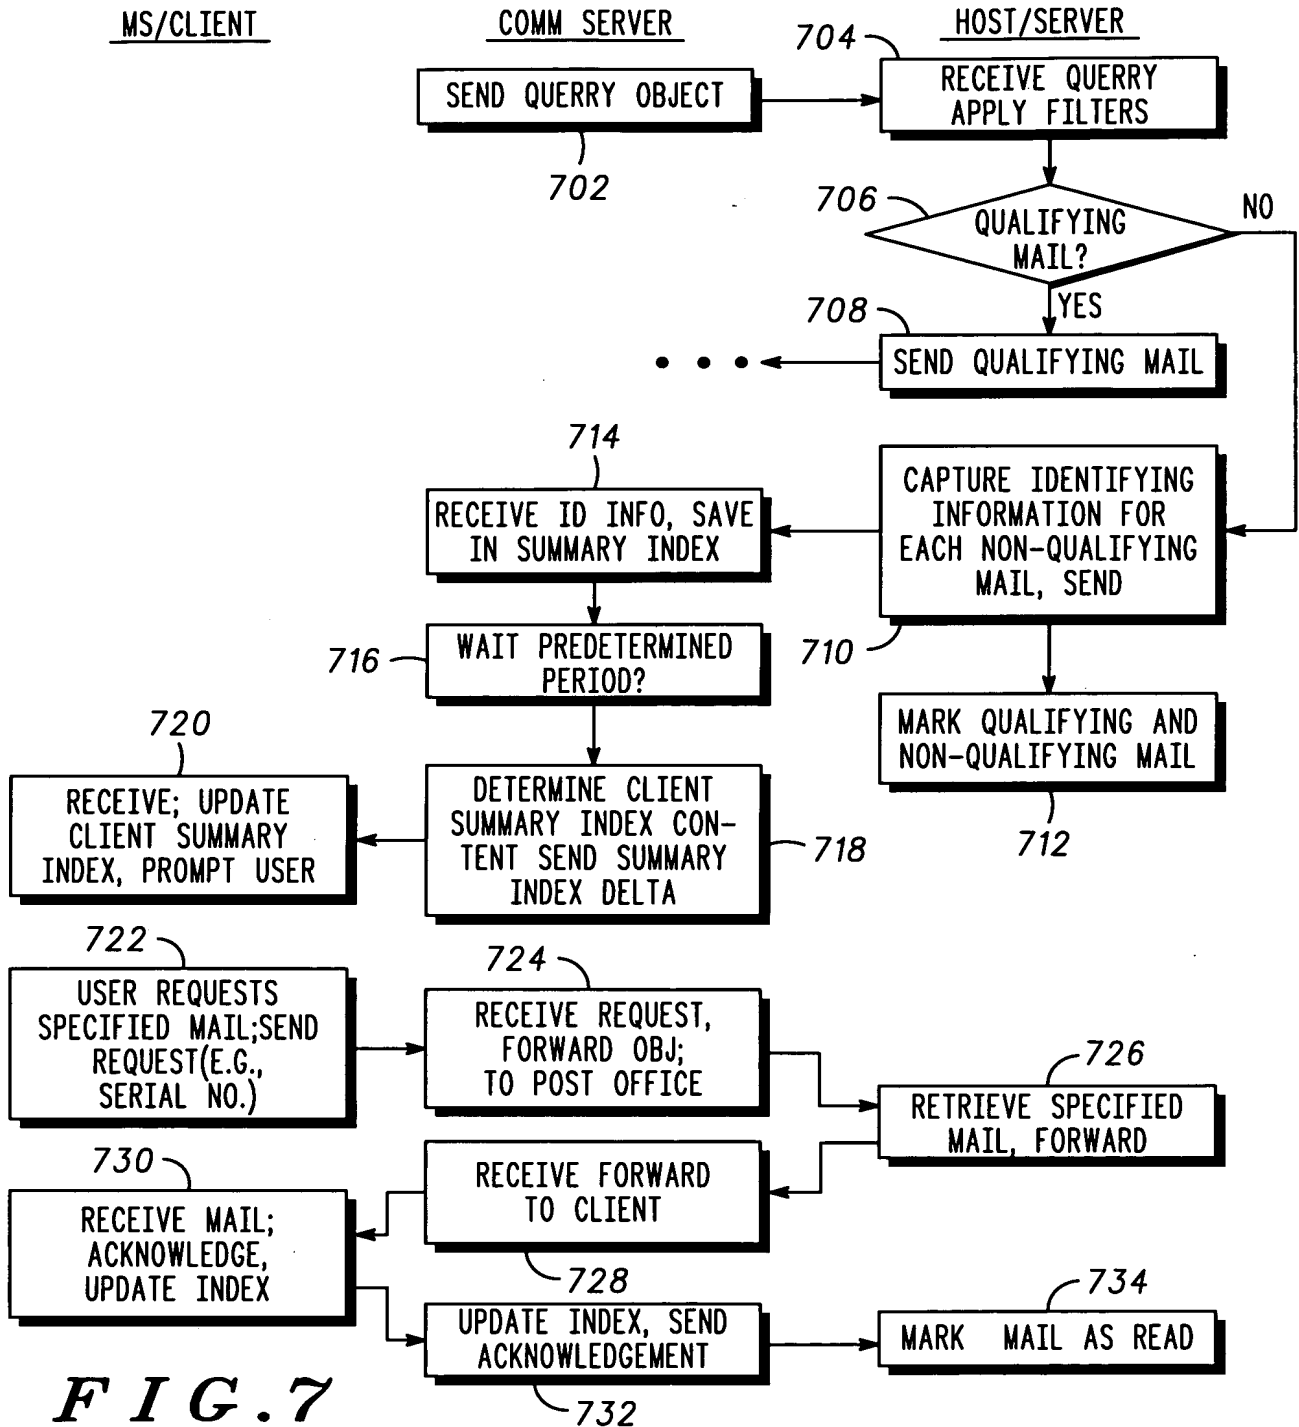 MS/CLIENT
COMM SERVER
HOST/SERVER
704
SEND QUERRY OBJECT
RECEIVE QUERRY
APPLY FILTERS
702
706
QUALIFYING
MAIL?
NO
YES
708
SEND QUALIFYING MAIL
714
RECEIVE ID INFO, SAVE
IN SUMMARY INDEX
CAPTURE IDENTIFYING
INFORMATION FOR
EACH NON-QUALIFYING
MAIL, SEND
710
716
WAIT PREDETERMINED
PERIOD?
MARK QUALIFYING AND
NON-QUALIFYING MAIL
712
720
RECEIVE; UPDATE
CLIENT SUMMARY
INDEX, PROMPT USER
DETERMINE CLIENT
SUMMARY INDEX CON-
TENT SEND SUMMARY
INDEX DELTA
718
722
USER REQUESTS
SPECIFIED MAIL;SEND
REQUEST(E.G.,
SERIAL NO.)
724
RECEIVE REQUEST,
FORWARD OBJ;
TO POST OFFICE
726
RETRIEVE SPECIFIED
MAIL, FORWARD
RECEIVE FORWARD
TO CLIENT
728
730
RECEIVE MAIL;
ACKNOWLEDGE,
UPDATE INDEX
UPDATE INDEX, SEND
ACKNOWLEDGEMENT
732
734
MARK MAIL AS READ
FIG.7